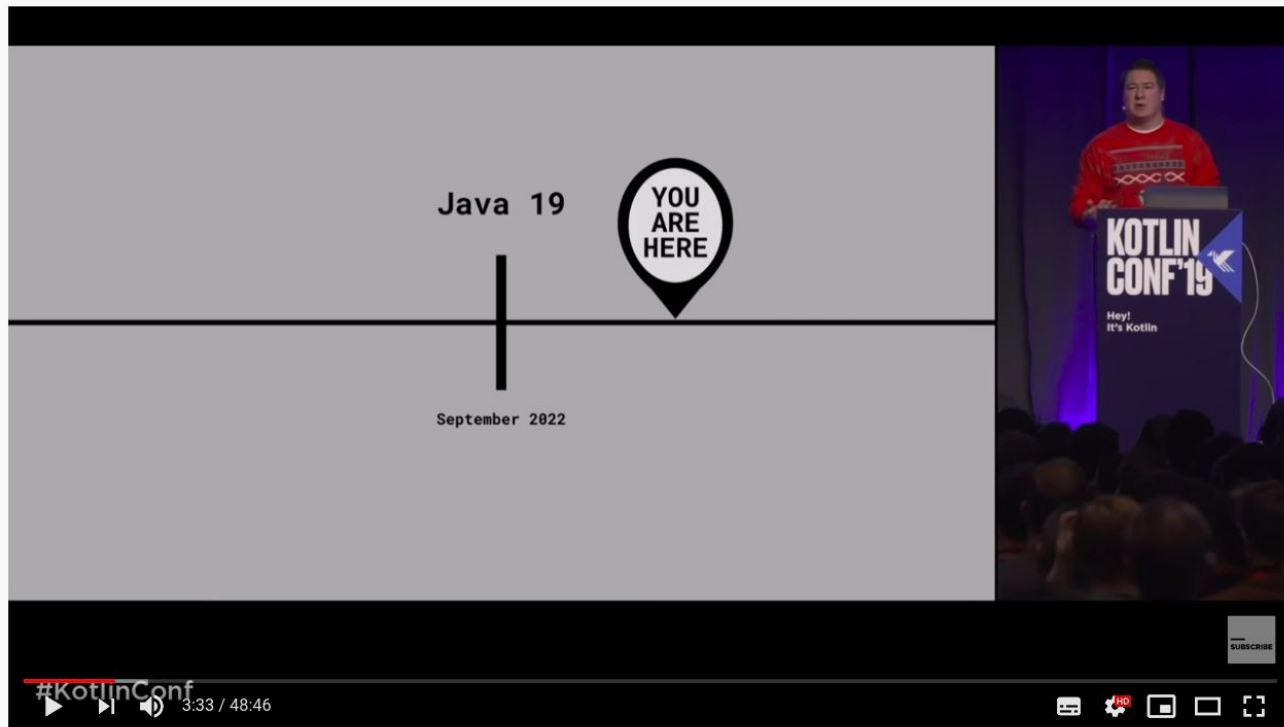 Java 19
YOU
ARE
HERE
September 2022
KOTLIN
CONF'19
Hey!
It's Kotlin
SUBSCRIBE
#KotlinConf
3:33 / 48:46
HD